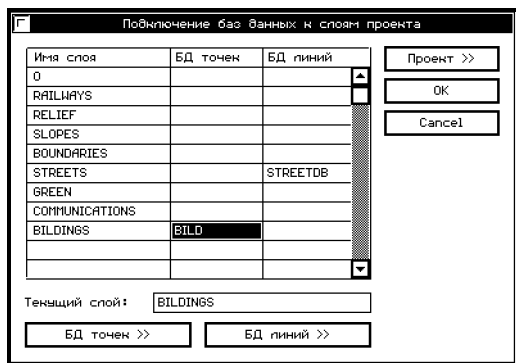 Подключение баз данных к слоям проекта
Имя слоя БД точек БД линий
0
RAILWAYS
RELIEF
SLOPES
BOUNDARIES
STREETS STREETDB
GREEN
COMMUNICATIONS
BILDINGS BILD
Проект >>
OK
Cancel
Текущий слой: BILDINGS
БД точек >> БД линий >>